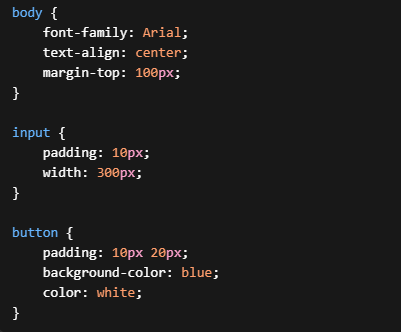 body {
    font-family: Arial;
    text-align: center;
    margin-top: 100px;
}

input {
    padding: 10px;
    width: 300px;
}

button {
    padding: 10px 20px;
    background-color: blue;
    color: white;
}